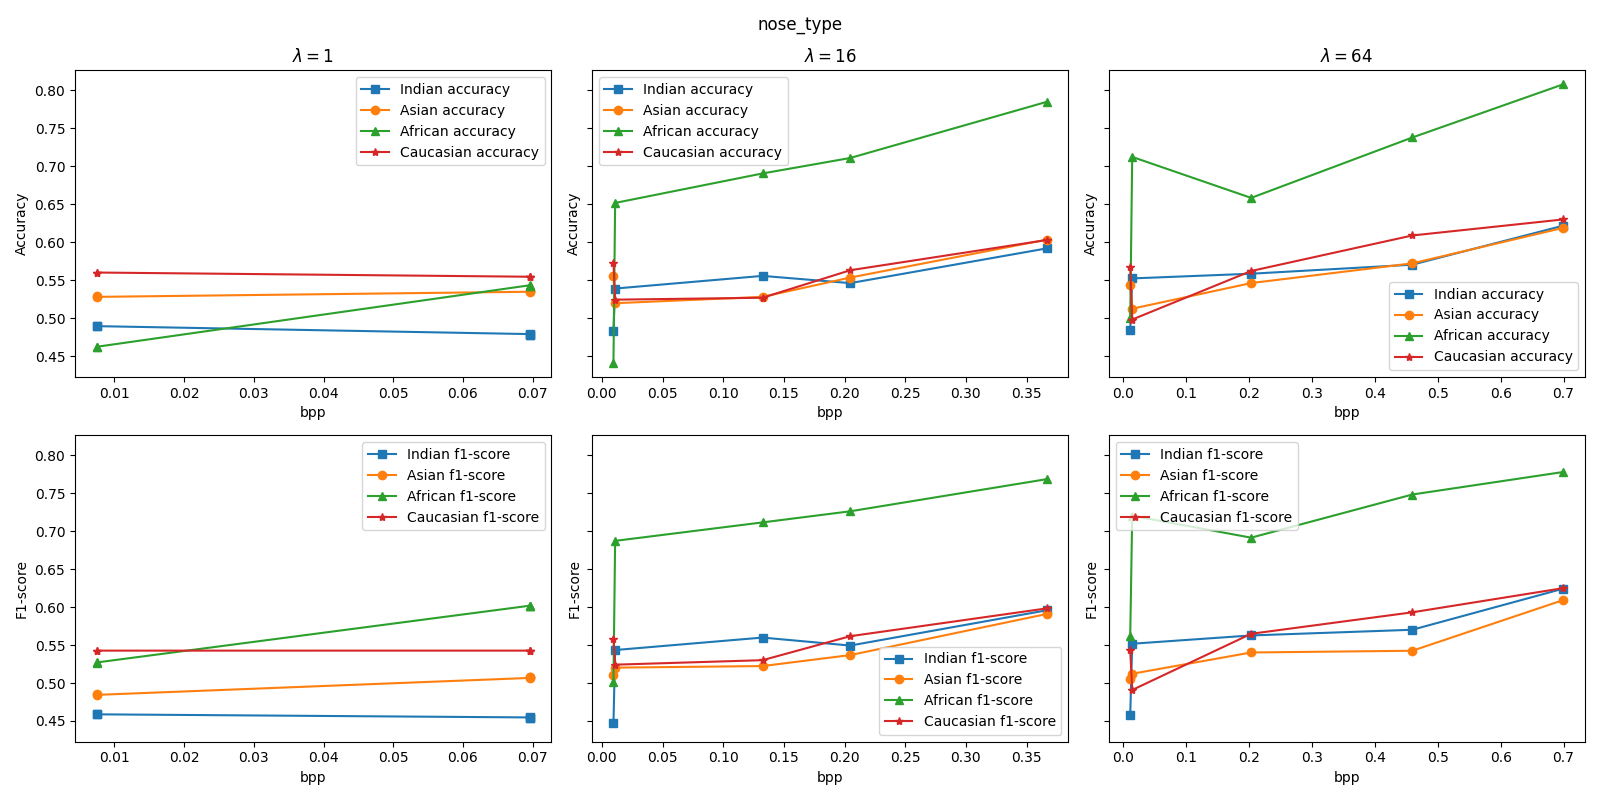 nose_type
λ = 1
λ = 16
λ = 64
Accuracy
0.80
0.75
0.70
0.65
0.60
0.55
0.50
0.45
Indian accuracy
Asian accuracy
African accuracy
Caucasian accuracy
0.01 0.02 0.02 0.04 0.05 0.06 0.07
bpp
Accuracy
Indian accuracy
Asian accuracy
African accuracy
Caucasian accuracy
0.00 0.05 0.10 0.15 0.20 0.25 0.30 0.35
bpp
Accuracy
Indian accuracy
Asian accuracy
African accuracy
Caucasian accuracy
0.0 0.1 0.2 0.3 0.4 0.5 0.6 0.7
bpp
F1-score
0.80
0.75
0.70
0.65
0.60
0.55
0.50
0.45
Indian f1-score
Asian f1-score
African f1-score
Caucasian f1-score
0.01 0.02 0.02 0.04 0.05 0.06 0.07
bpp
F1-score
Indian f1-score
Asian f1-score
African f1-score
Caucasian f1-score
0.00 0.05 0.10 0.15 0.20 0.25 0.30 0.35
bpp
F1-score
Indian f1-score
Asian f1-score
African f1-score
Caucasian f1-score
0.0 0.1 0.2 0.3 0.4 0.5 0.6 0.7
bpp